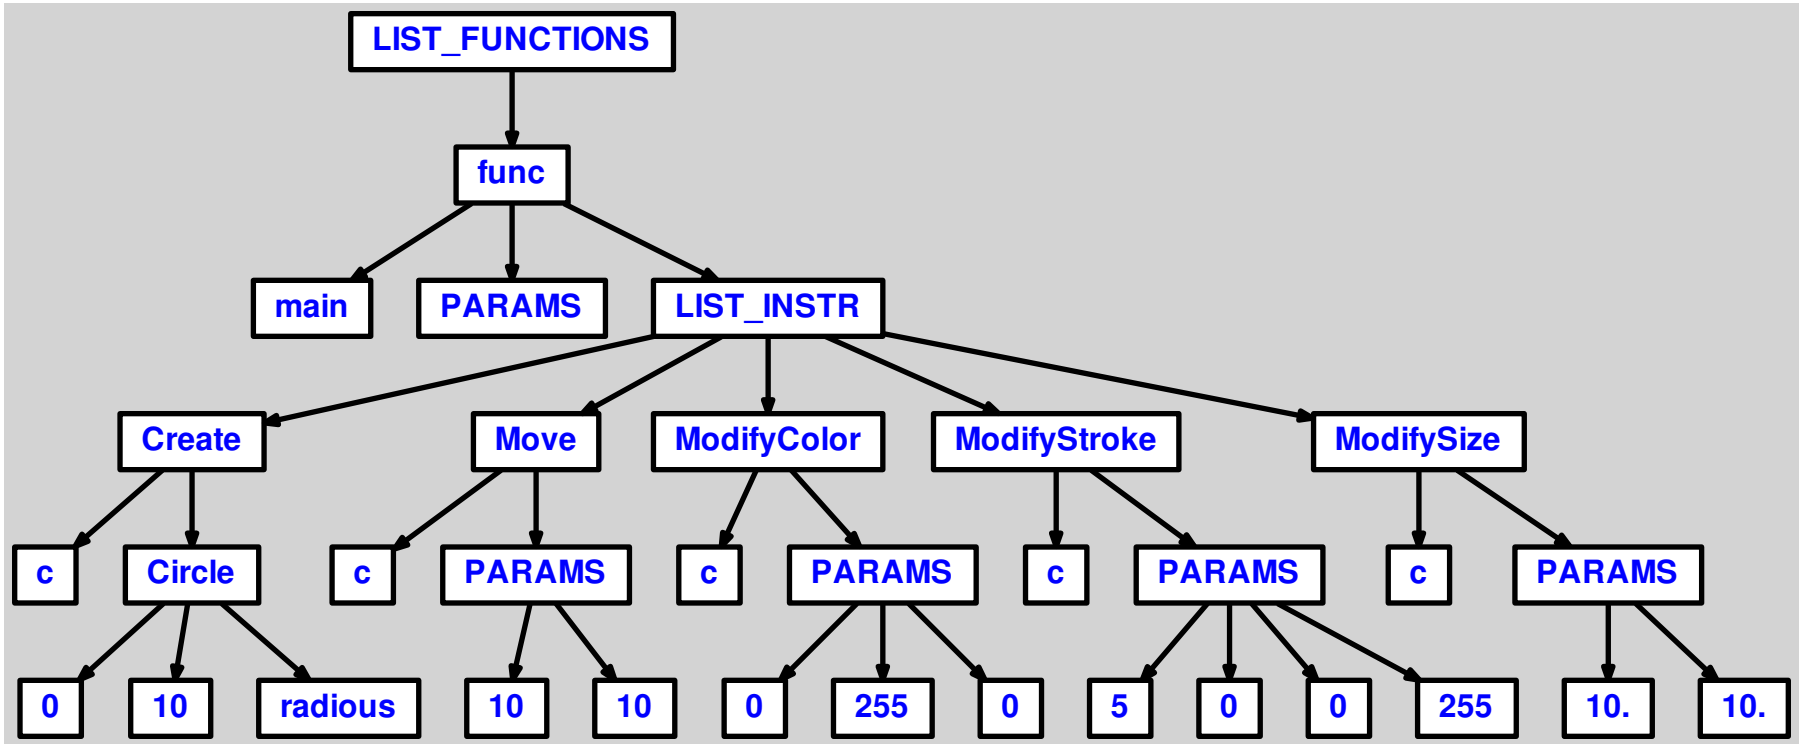 LIST_FUNCTIONS
func
main PARAMS LIST_INSTR
Create Move ModifyColor ModifyStroke ModifySize
c Circle c PARAMS c PARAMS c PARAMS c PARAMS
0 10 radious 10 10 0 255 0 5 0 0 255 10. 10.